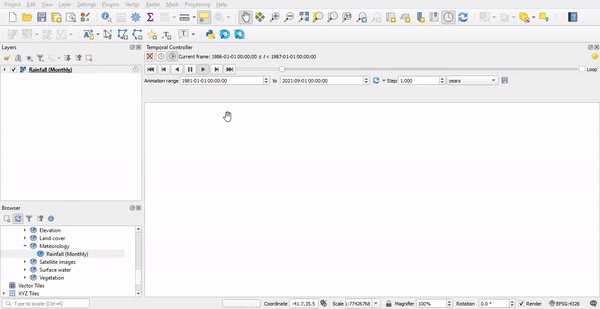 Project Edit View Layer Settings Plugins Vector Raster Database Web Mesh Processing Help
Layers
Rainfall (Monthly)
Temporal Controller
Current frame: 1986-01-01 00:00:00 ≤ t < 1987-01-01 00:00:00
Loop
Animation range 1981-01-01 00:00:00 to 2021-09-01 00:00:00 Step 1.000 years
Browser
Elevation
Land cover
Meteorology
Rainfall (Monthly)
Satellite images
Surface water
Vegetation
Vector Tiles
XYZ Tiles
Type to locate (Ctrl+K)
Coordinate -41.7,35.5 Scale 1:77426768 Magnifier 100% Rotation 0.0 ° Render EPSG:4326